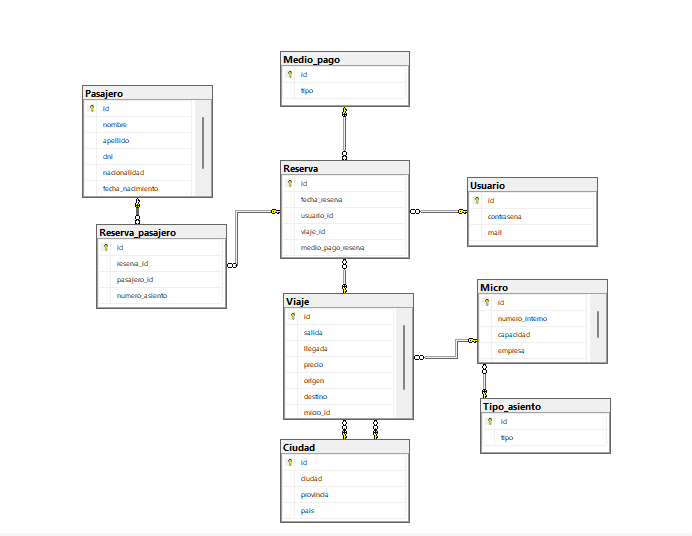 Medio_pago
id
tipo
Pasajero
id
nombre
apellido
dni
nacionalidad
fecha_nacimiento
Reserva
id
fecha_reserva
usuario_id
viaje_id
medio_pago_reserva
Usuario
id
contrasena
mail
Reserva_pasajero
id
reserva_id
pasajero_id
numero_asiento
Viaje
id
salida
llegada
precio
origen
destino
micro_id
Micro
id
numero_interno
capacidad
empresa
Tipo_asiento
id
tipo
Ciudad
id
ciudad
provincia
pais